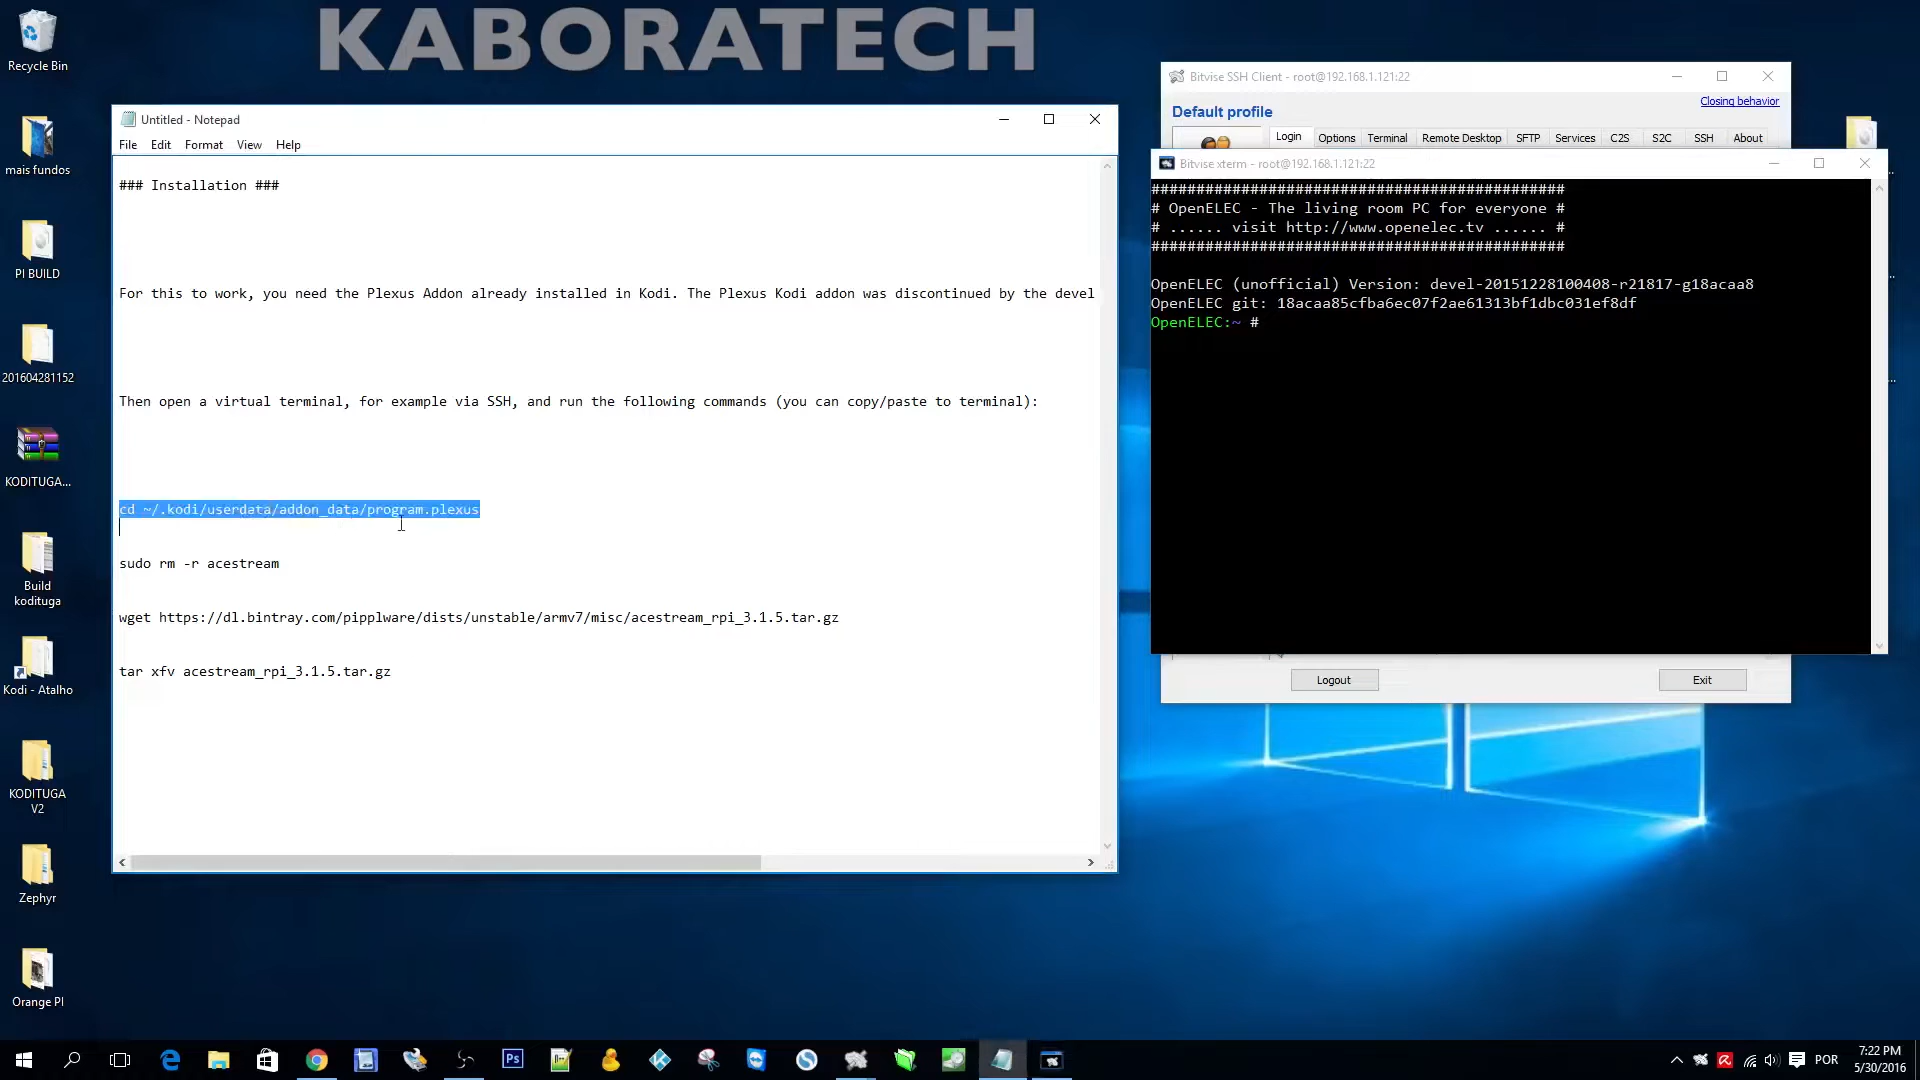 KABORATECH
Recycle Bin
mais fundos
PI BUILD
201604281152
KODITUGA...
Build
kodituga
Kodi - Atalho
KODITUGA
V2
Zephyr
Orange PI
Untitled - Notepad
File Edit Format View Help
### Installation ###
For this to work, you need the Plexus Addon already installed in Kodi. The Plexus Kodi addon was discontinued by the devel
Then open a virtual terminal, for example via SSH, and run the following commands (you can copy/paste to terminal):
cd ~/.kodi/userdata/addon_data/program.plexus
sudo rm -r acestream
wget https://dl.bintray.com/pipplware/dists/unstable/armv7/misc/acestream_rpi_3.1.5.tar.gz
tar xfv acestream_rpi_3.1.5.tar.gz
Bitvise SSH Client - root@192.168.1.121:22
Closing behavior
Default profile
Login Options Terminal Remote Desktop SFTP Services C2S S2C SSH About
Bitvise xterm - root@192.168.1.121:22
##############################################
# OpenELEC - The living room PC for everyone #
# ...... visit http://www.openelec.tv ...... #
##############################################
OpenELEC (unofficial) Version: devel-20151228100408-r21817-g18acaa8
OpenELEC git: 18acaa85cfba6ec07f2ae61313bf1dbc031ef8df
OpenELEC:~ #
Logout Exit
Ps
POR
7:22 PM
5/30/2016